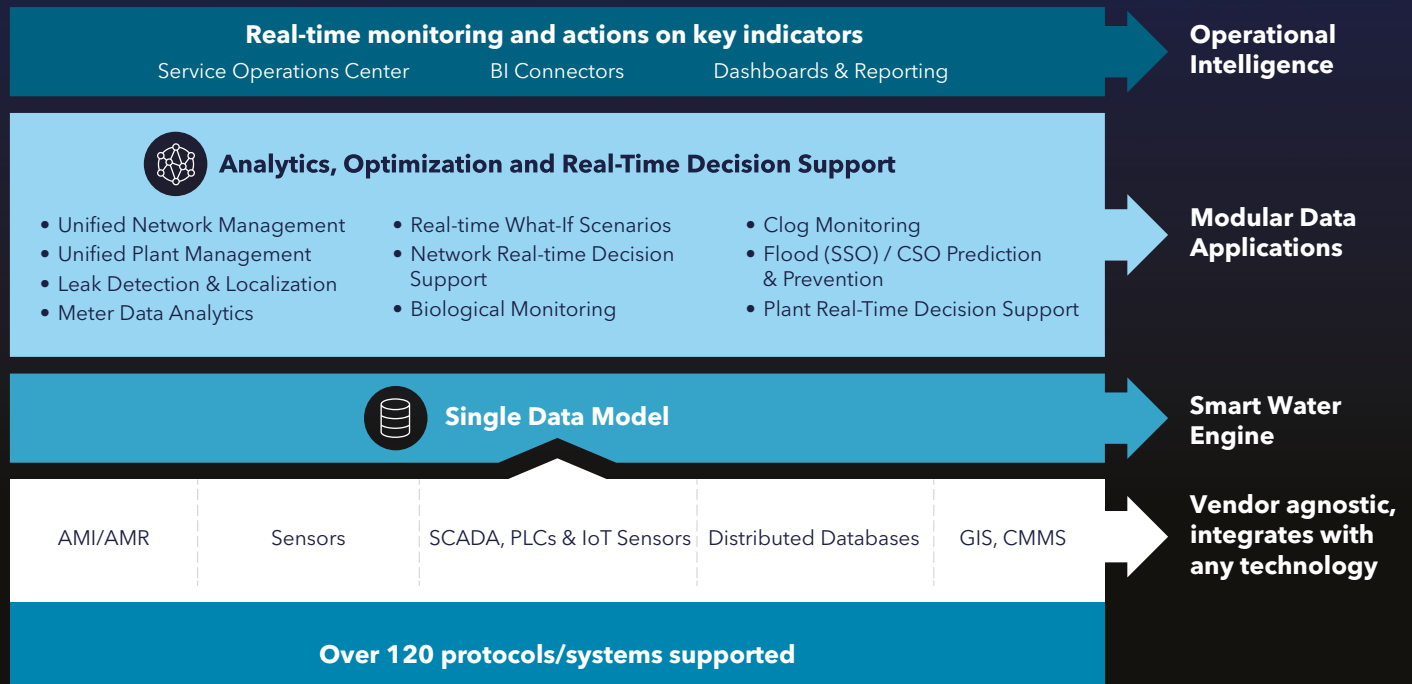 Real-time monitoring and actions on key indicators
Service Operations Center BI Connectors Dashboards & Reporting
Operational
Intelligence
Analytics, Optimization and Real-Time Decision Support
• Unified Network Management
• Unified Plant Management
• Leak Detection & Localization
• Meter Data Analytics
• Real-time What-If Scenarios
• Network Real-time Decision
Support
• Biological Monitoring
• Clog Monitoring
• Flood (SSO) / CSO Prediction
& Prevention
• Plant Real-Time Decision Support
Modular Data
Applications
Single Data Model
Smart Water
Engine
AMI/AMR
Sensors
SCADA, PLCs & IoT Sensors
Distributed Databases
GIS, CMMS
Vendor agnostic,
integrates with
any technology
Over 120 protocols/systems supported